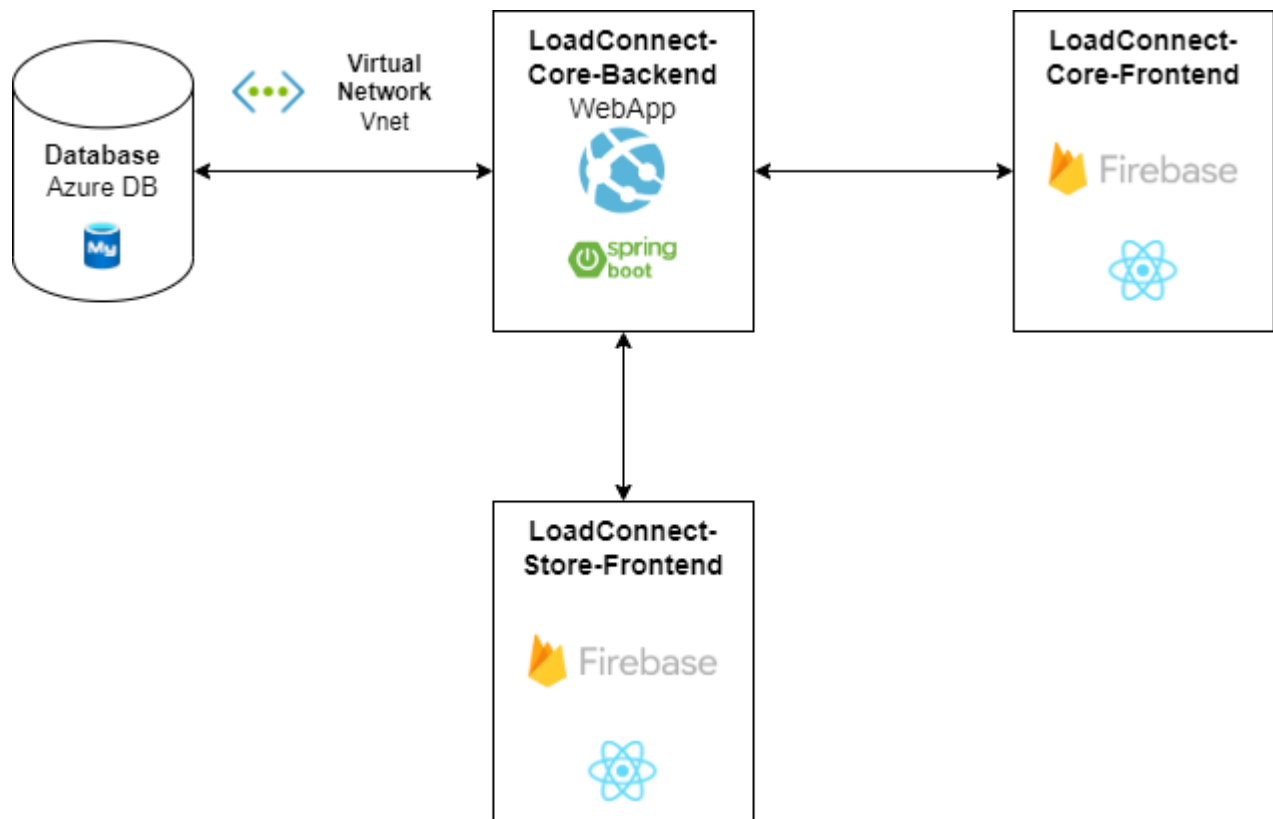 Database
Azure DB
My
Virtual
Network
Vnet
LoadConnect-
Core-Backend
WebApp
spring
boot
LoadConnect-
Core-Frontend
Firebase
LoadConnect-
Store-Frontend
Firebase